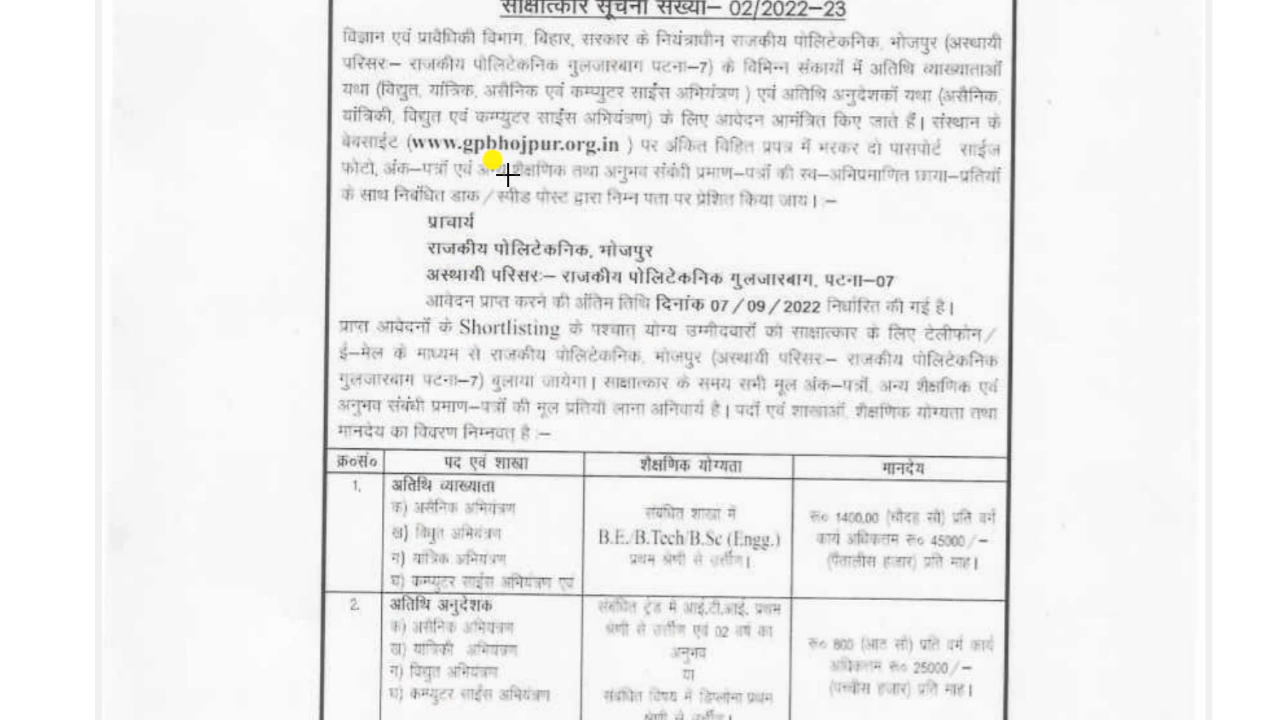 साक्षात्कार सूचना संख्या– 02/2022–23
विज्ञान एवं प्रावैधिकी विभाग, बिहार, सरकार के नियंत्राधीन राजकीय पोलिटेकनिक, भोजपुर (अस्थायी
परिसरः– राजकीय पोलिटेकनिक गुलजारबाग पटना–7) के विभिन्न संकायों में अतिथि व्याख्याताओं
यथा (विद्युत, यांत्रिक, असैनिक एवं कम्प्युटर साईंस अभियंत्रण ) एवं अतिथि अनुदेशकों यथा (असैनिक,
यांत्रिकी, विद्युत एवं कम्प्युटर साईंस अभियंत्रण) के लिए आवेदन आमंत्रित किए जाते हैं। संस्थान के
बेवसाईट (www.gpbhojpur.org.in ) पर अंकित विहित प्रपत्र में भरकर दो पासपोर्ट साईज
फोटो, अंक–पत्रों एवं अन्य शैक्षणिक तथा अनुभव संबंधी प्रमाण–पत्रों की स्व–अभिप्रमाणित छाया–प्रतियों
के साथ निबंधित डाक / स्पीड पोस्ट द्वारा निम्न पता पर प्रेशित किया जाय। :–
प्राचार्य
राजकीय पोलिटेकनिक, भोजपुर
अस्थायी परिसरः– राजकीय पोलिटेकनिक गुलजारबाग, पटना–07
आवेदन प्राप्त करने की अंतिम तिथि दिनांक 07/09/2022 निर्धारित की गई है।
प्राप्त आवेदनों के Shortlisting के पश्चात् योग्य उम्मीदवारों को साक्षात्कार के लिए टेलीफोन/
ई–मेल के माध्यम से राजकीय पोलिटेकनिक, भोजपुर (अस्थायी परिसरः– राजकीय पोलिटेकनिक
गुलजारबाग पटना–7) बुलाया जायेगा। साक्षात्कार के समय सभी मूल अंक–पत्रों, अन्य शैक्षणिक एवं
अनुभव संबंधी प्रमाण–पत्रों की मूल प्रतियाँ लाना अनिवार्य है। पदों एवं शाखाओं, शैक्षणिक योग्यता तथा
मानदेय का विवरण निम्नवत् है :–
क्र०सं० पद एवं शाखा शैक्षणिक योग्यता मानदेय
1. अतिथि व्याख्याता
क) असैनिक अभियंत्रण
ख) विद्युत अभियंत्रण
ग) यांत्रिक अभियंत्रण
घ) कम्प्युटर साईंस अभियंत्रण एवं
संबंधित शाखा में
B.E./B.Tech/B.Sc (Engg.)
प्रथम श्रेणी से उर्त्तीण।
रू० 1400.00 (चौदह सौ) प्रति वर्ग
कार्य अधिकतम रू० 45000/–
(पैंतालीस हजार) प्रति माह।
2. अतिथि अनुदेशक
क) असैनिक अभियंत्रण
ख) यांत्रिकी अभियंत्रण
ग) विद्युत अभियंत्रण
घ) कम्प्युटर साईंस अभियंत्रण
संबंधित ट्रेड में आई.टी.आई. प्रथम
श्रेणी से उर्त्तीण एवं 02 वर्ष का
अनुभव
या
संबंधित विषय में डिप्लोमा प्रथम
श्रेणी से उर्त्तीण।
रू० 800 (आठ सौ) प्रति वर्ग कार्य
अधिकतम रू० 25000/–
(पच्चीस हजार) प्रति माह।